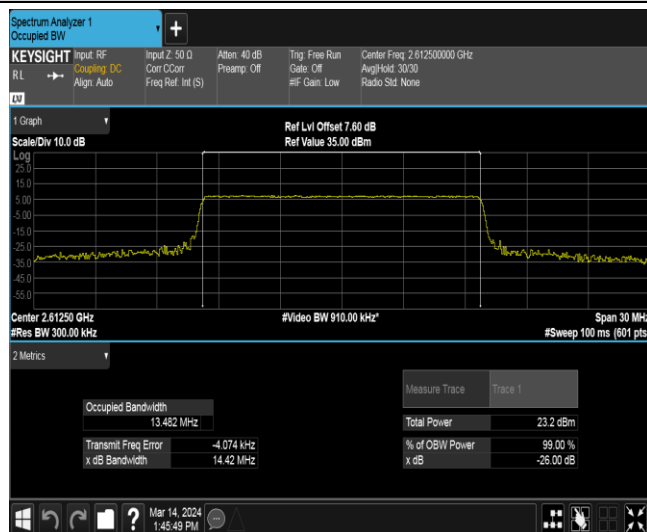 Spectrum Analyzer 1
Occupied BW
+
KEYSIGHT Input: RF Input Z: 50 Ω Atten: 40 dB Trig: Free Run Center Freq: 2.612500000 GHz
RL Coupling: DC Corr CCorr Preamp: Off Gate: Off Avg|Hold: 30/30
Align: Auto Freq Ref: Int (S) #IF Gain: Low Radio Std: None
LXI
1 Graph
Ref Lvl Offset 7.60 dB
Scale/Div 10.0 dB Ref Value 35.00 dBm
Log
25.0
15.0
5.00
-5.00
-15.0
-25.0
-35.0
-45.0
-55.0
Center 2.61250 GHz #Video BW 910.00 kHz* Span 30 MHz
#Res BW 300.00 kHz #Sweep 100 ms (601 pts
2 Metrics
Measure Trace Trace 1
Occupied Bandwidth
13.482 MHz Total Power 23.2 dBm
Transmit Freq Error -4.074 kHz % of OBW Power 99.00 %
x dB Bandwidth 14.42 MHz x dB -26.00 dB
? Mar 14, 2024
1:45:49 PM